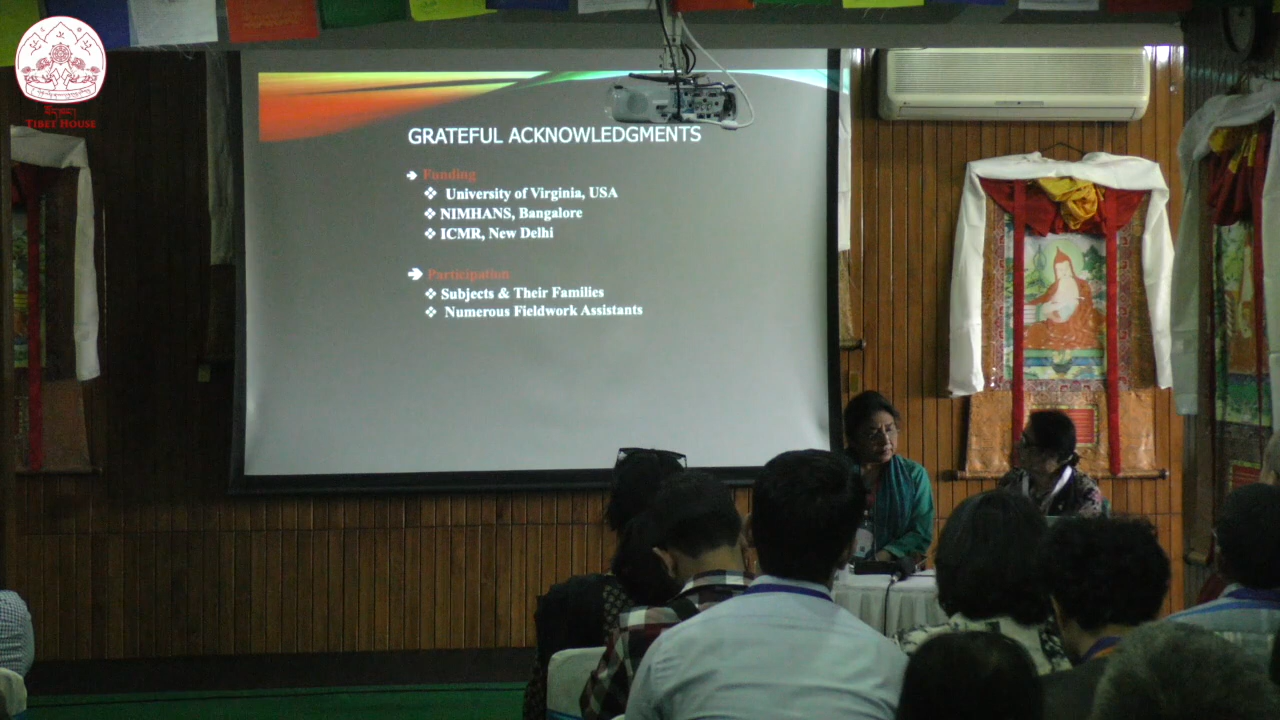 བོད་ཁང་
TIBET HOUSE
GRATEFUL ACKNOWLEDGMENTS
Funding
University of Virginia, USA
NIMHANS, Bangalore
ICMR, New Delhi
Participation
Subjects & Their Families
Numerous Fieldwork Assistants